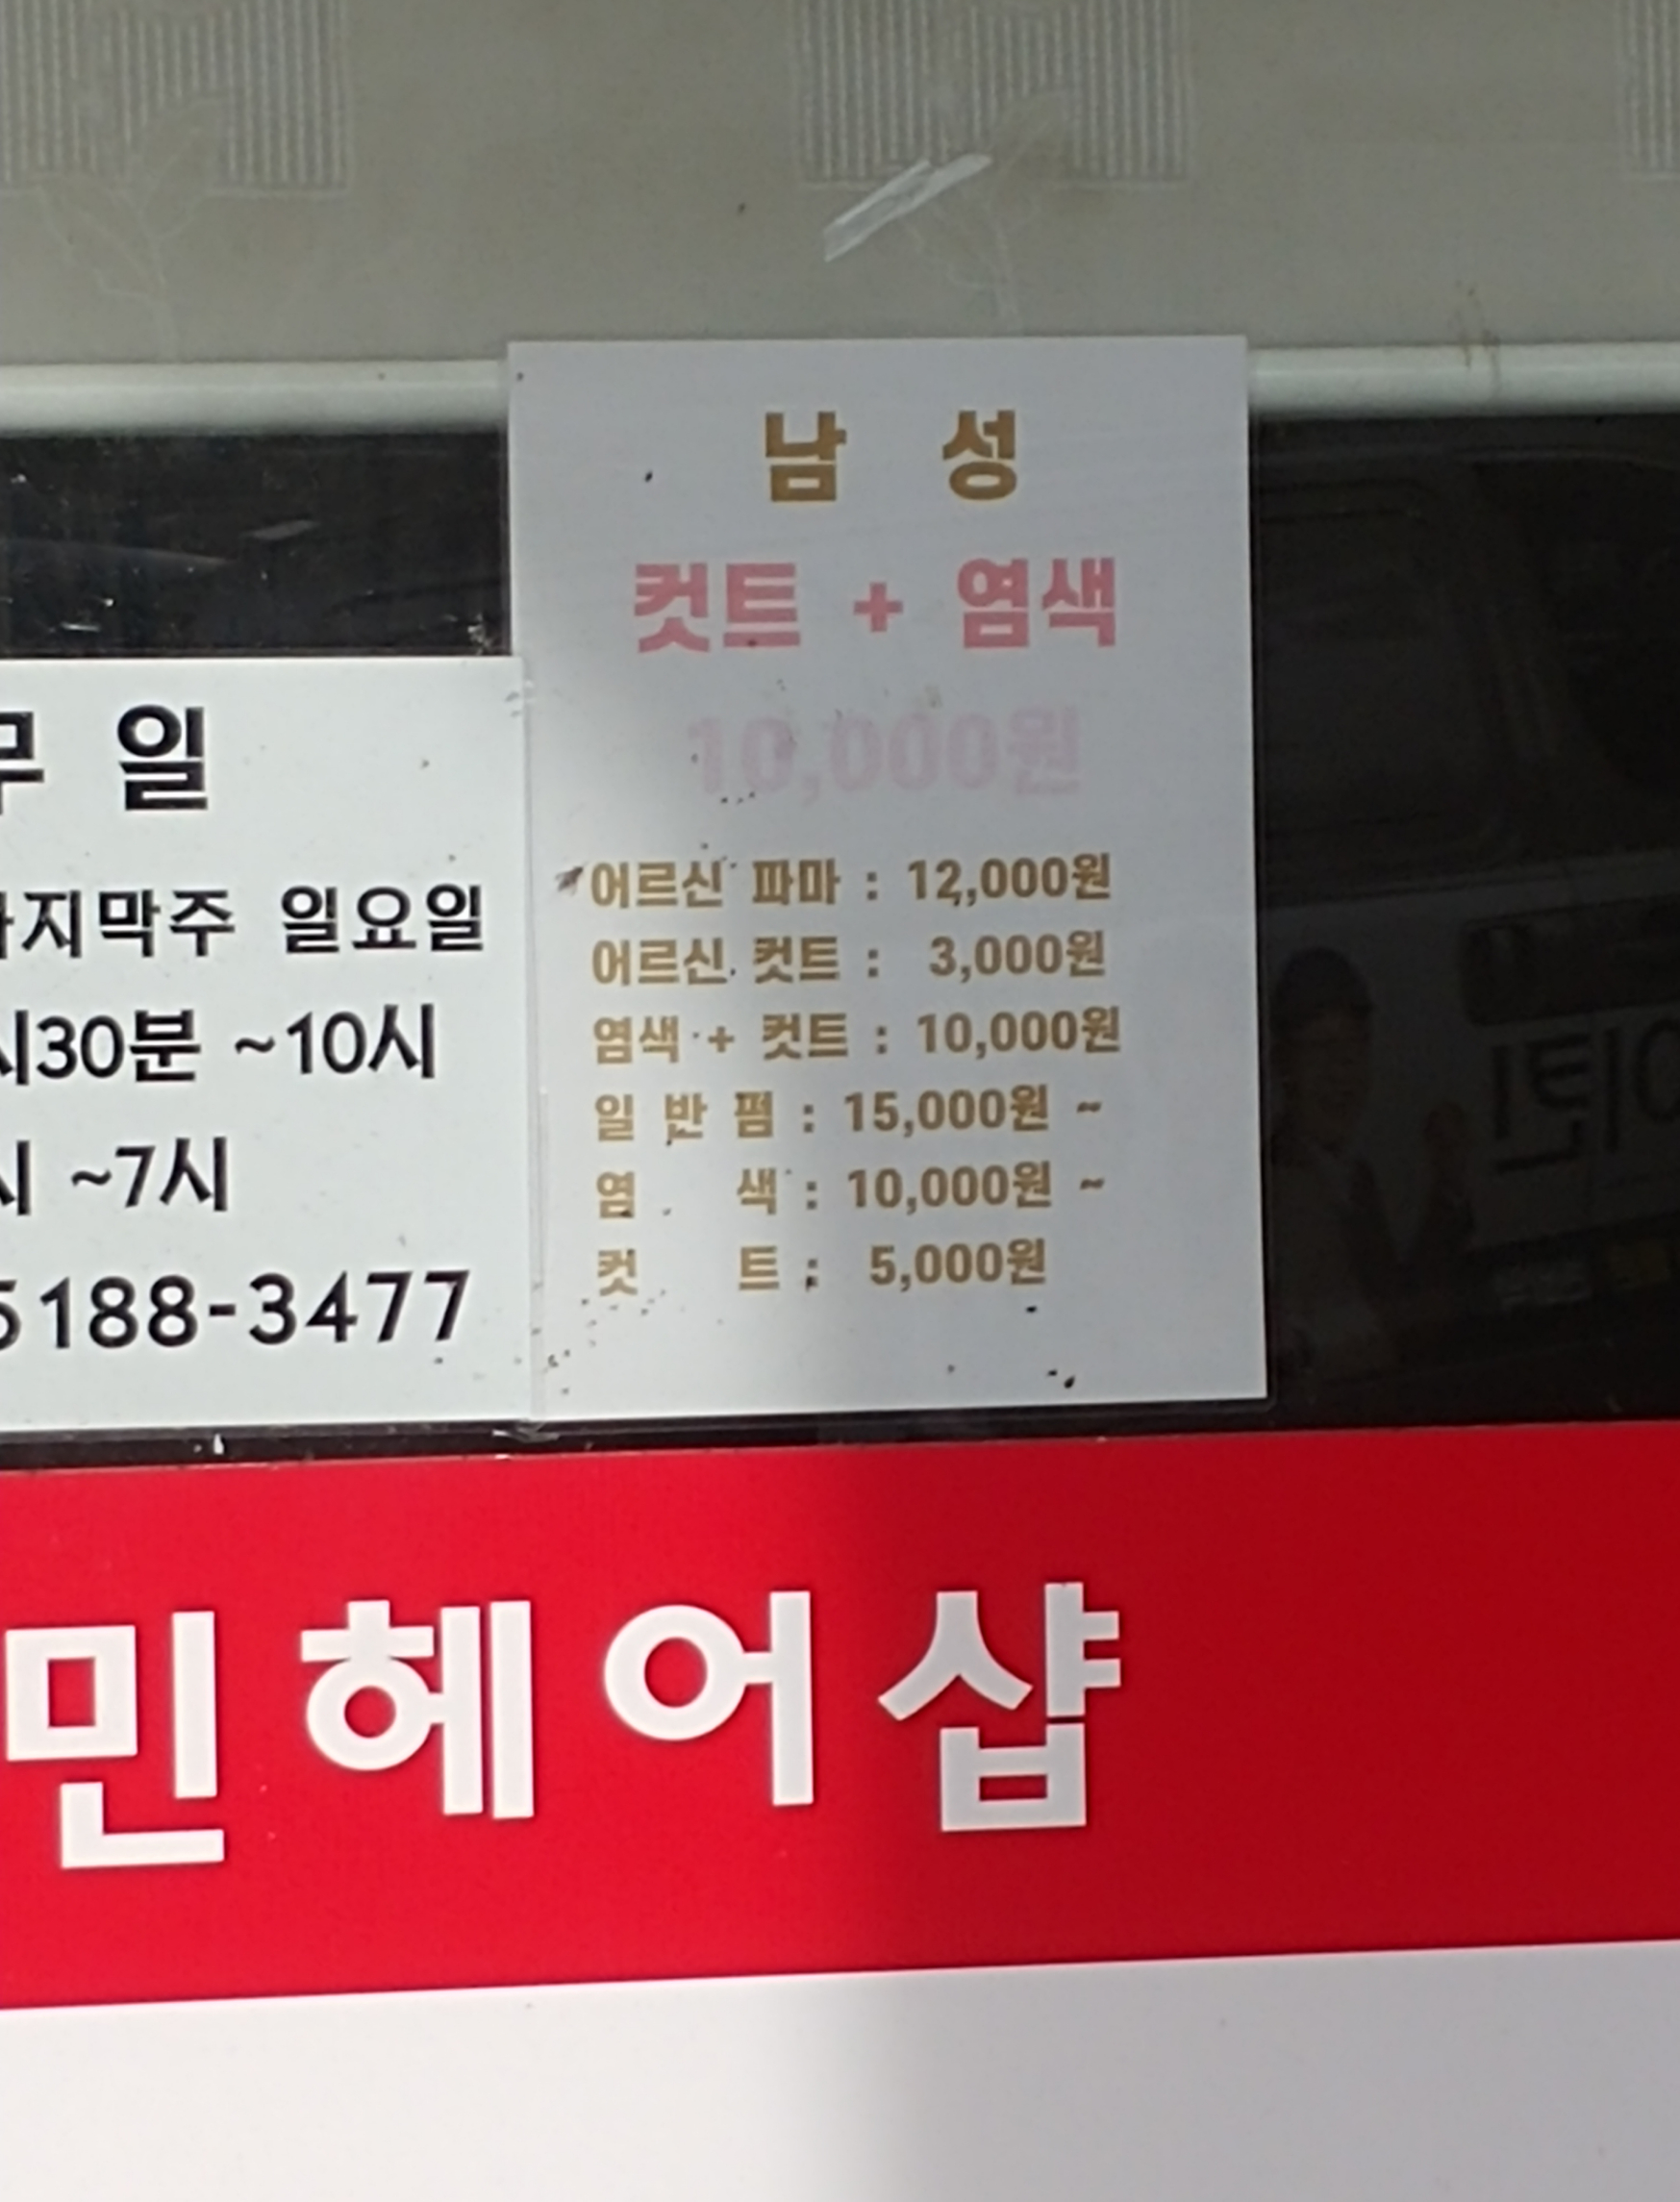 남 성
컷트 + 염색
10,000원
어르신 파마 : 12,000원
어르신 컷트 : 3,000원
염색 + 컷트 : 10,000원
일 반 펌 : 15,000원 ~
염 색 : 10,000원 ~
컷 트 : 5,000원
무 일
마지막주 일요일
시30분 ~10시
시 ~7시
5188-3477
민헤어샵